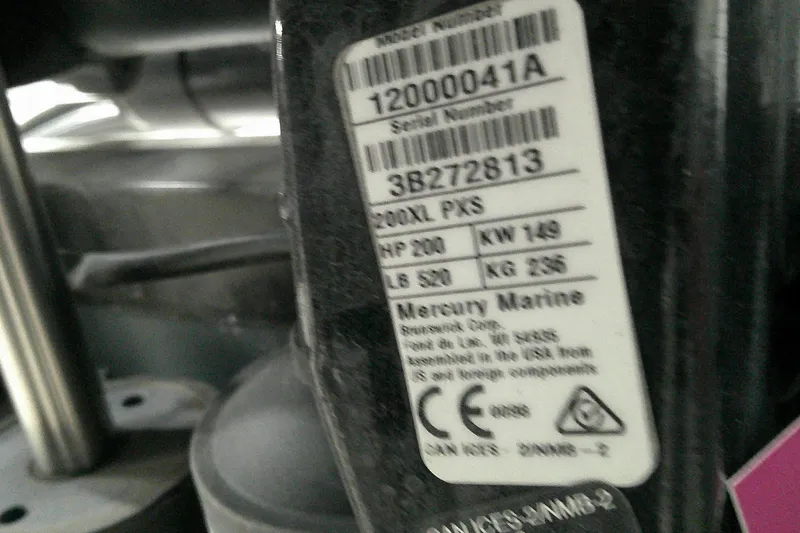 Model Number
12000041A
Serial Number
3B272813
200XL PXS
HP 200 KW 149
LB 520 KG 236
Mercury Marine
Brunswick Corp.
Fond du Lac, WI 54935
Assembled in the USA from
US and foreign components
CE 0098
CAN ICES - 2/NMB - 2
CAN ICES-2/NMB-2